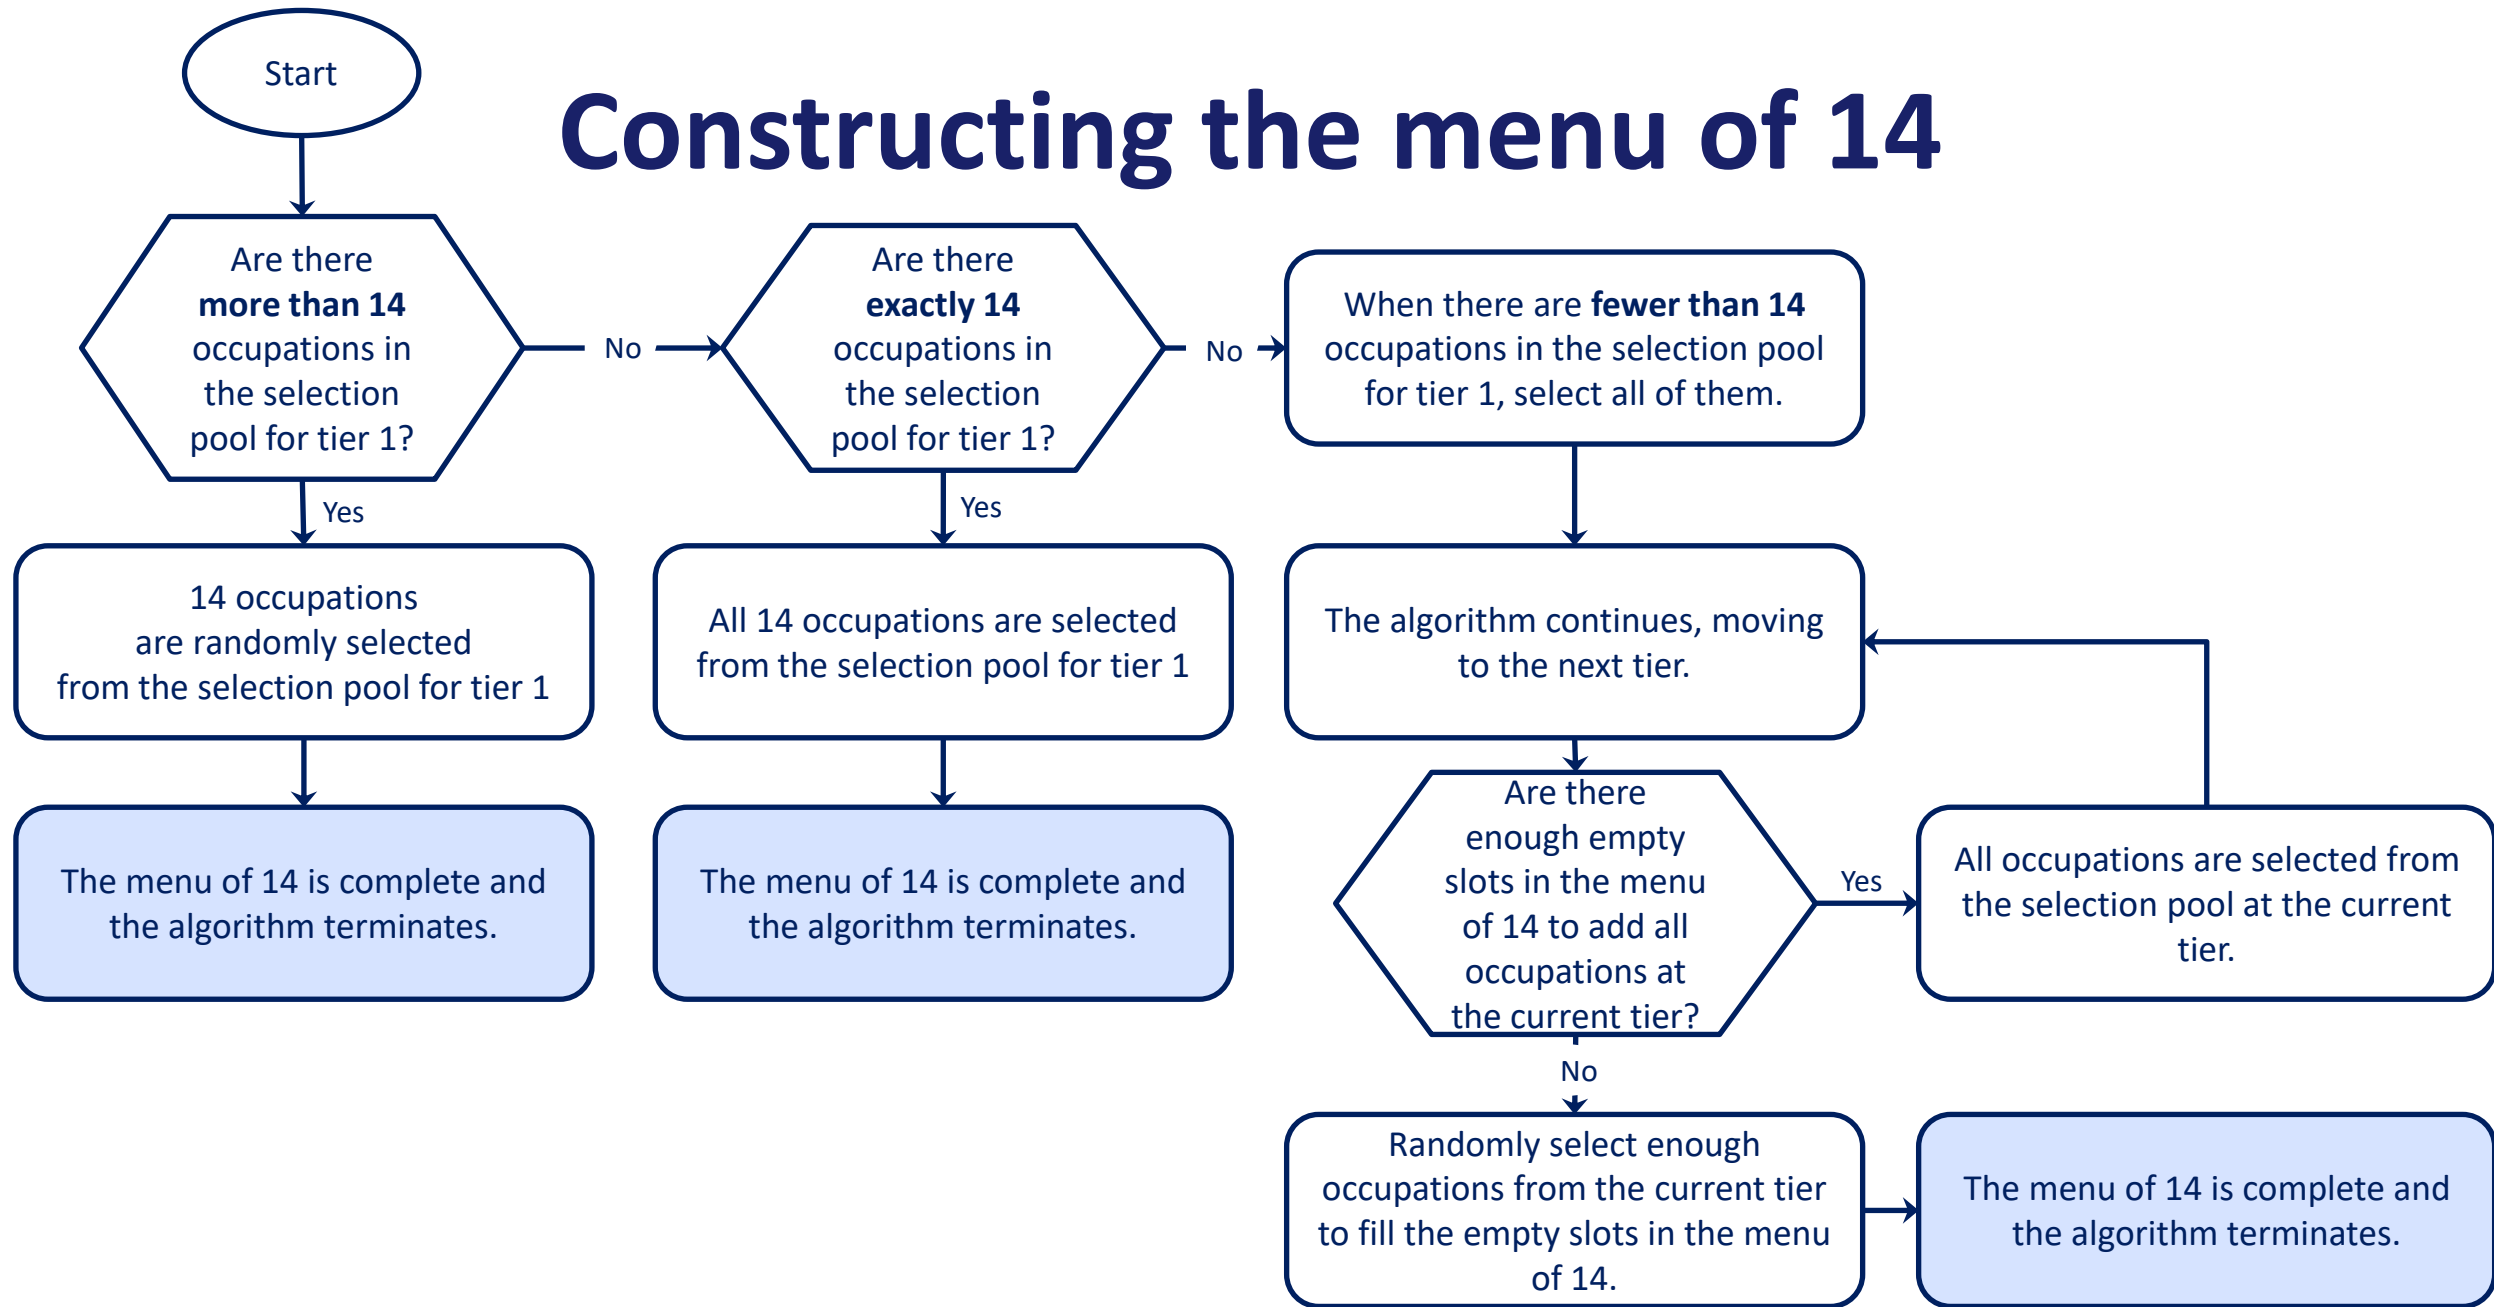 Start
Constructing the menu of 14
Are there
more than 14
occupations in
the selection
pool for tier 1?
No
Are there
exactly 14
occupations in
the selection
pool for tier 1?
No
When there are fewer than 14
occupations in the selection pool
for tier 1, select all of them.
Yes
Yes
14 occupations
are randomly selected
from the selection pool for tier 1
All 14 occupations are selected
from the selection pool for tier 1
The algorithm continues, moving
to the next tier.
The menu of 14 is complete and
the algorithm terminates.
The menu of 14 is complete and
the algorithm terminates.
Are there
enough empty
slots in the menu
of 14 to add all
occupations at
the current tier?
Yes
All occupations are selected from
the selection pool at the current
tier.
No
Randomly select enough
occupations from the current tier
to fill the empty slots in the menu
of 14.
The menu of 14 is complete and
the algorithm terminates.